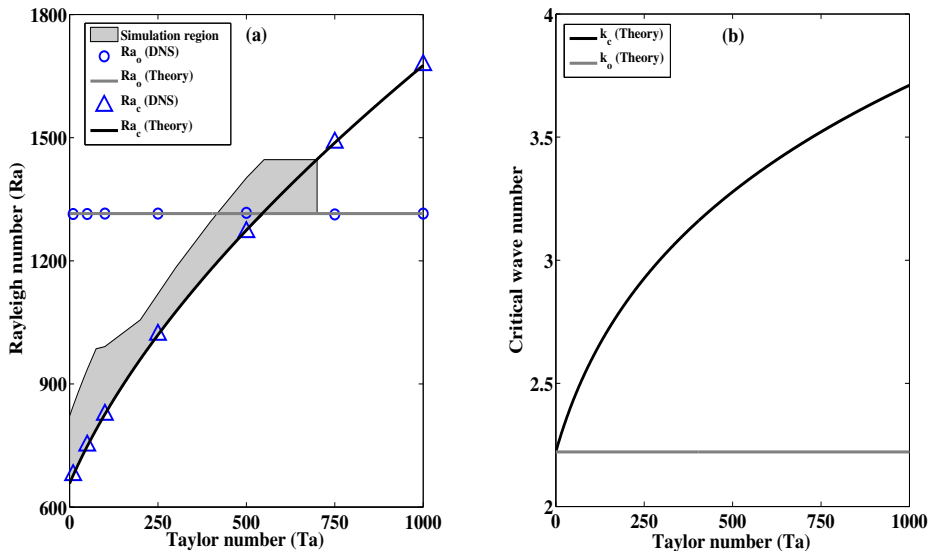 (a)
Simulation region
Ra_o (DNS)
Ra_o (Theory)
Ra_c (DNS)
Ra_c (Theory)
1800
1500
1200
900
600
Rayleigh number (Ra)
0 250 500 750 1000
Taylor number (Ta)
(b)
k_c (Theory)
k_o (Theory)
4
3.5
3
2.5
2
Critical wave number
0 250 500 750 1000
Taylor number (Ta)